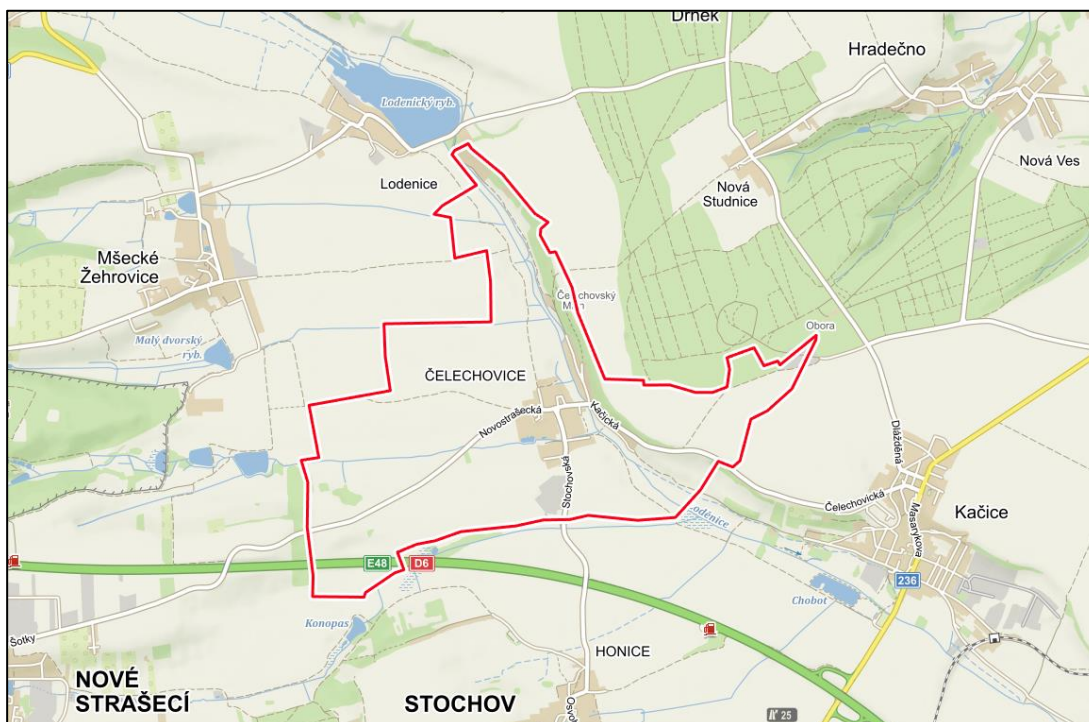 Drnek
Hradečno
Lodenický ryb.
Nová Ves
Nová
Studnice
Lodenice
Mšecké
Žehrovice
Čelechovský
Mlýn
Obora
Malý dvorský
ryb.
ČELECHOVICE
Novostrašecká
Kačická
Dlážděná
Stochovská
Čelechovická
Masarykova
Kačice
Loděnice
E48
D6
236
Chobot
Konopas
Šotky
HONICE
NOVÉ
STRAŠECÍ
STOCHOV
25